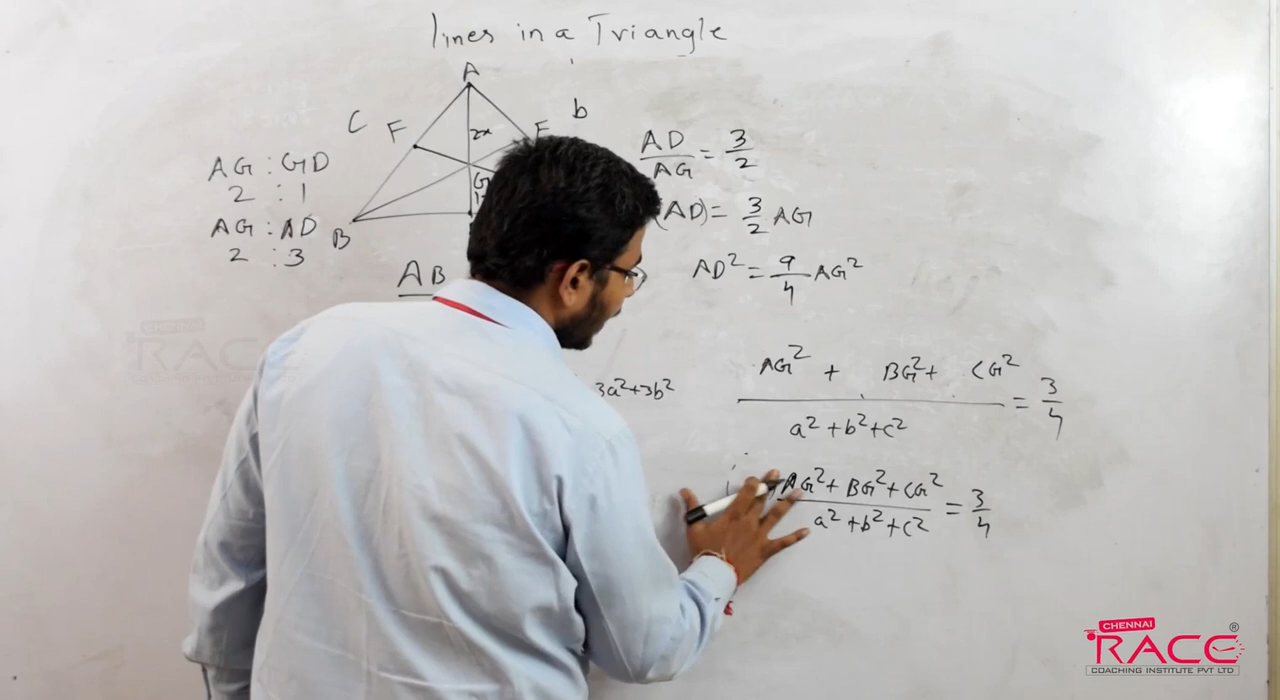 lines in a Triangle
A
C
b
F
2x
E
G
B
AG : GD
2 : 1
AG : AD
2 : 3
AB
AD/AG = 3/2
(AD) = 3/2 AG
AD² = 9/4 AG²
3a²+3b²
AG² + BG²+ CG²
a²+b²+c² = 3/4
AG²+ BG²+CG²
a²+b²+c² = 3/4
RACE
CHENNAI
RACE®
COACHING INSTITUTE PVT LTD